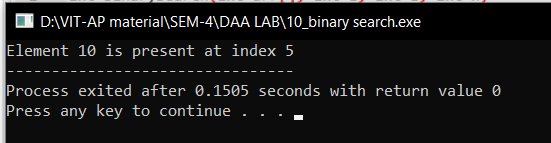 D:\VIT-AP material\SEM-4\DAA LAB\10_binary search.exe
Element 10 is present at index 5
--------------------------------
Process exited after 0.1505 seconds with return value 0
Press any key to continue . . .